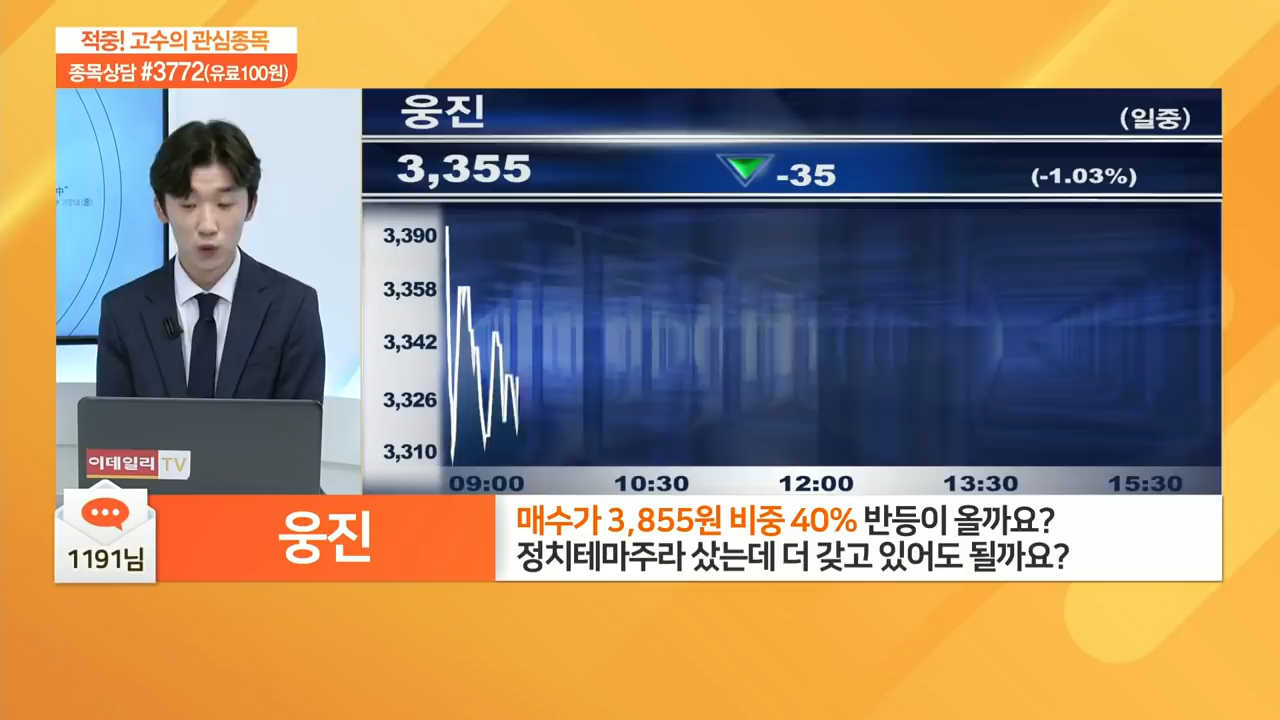 적중! 고수의 관심종목
종목상담 #3772(유료100원)
웅진
(일중)
3,355
-35
(-1.03%)
3,390
3,358
3,342
3,326
3,310
09:00
10:30
12:00
13:30
15:30
이데일리 TV
1191님
웅진
매수가 3,855원 비중 40% 반등이 올까요?
정치테마주라 샀는데 더 갖고 있어도 될까요?